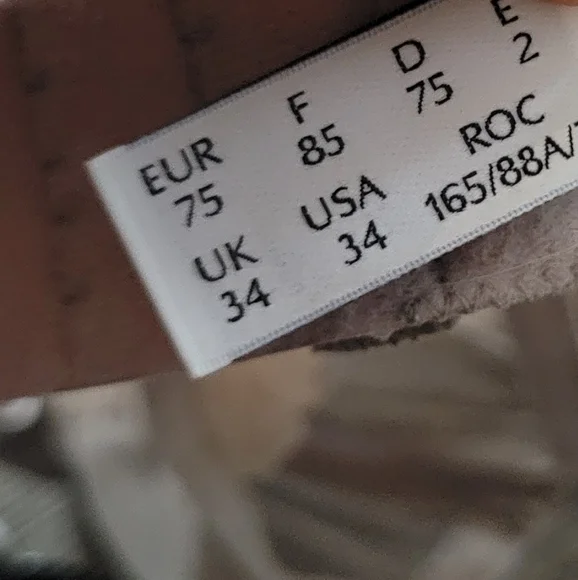 EUR F D E
75 85 75 2
UK USA ROC
34 34 165/88A/